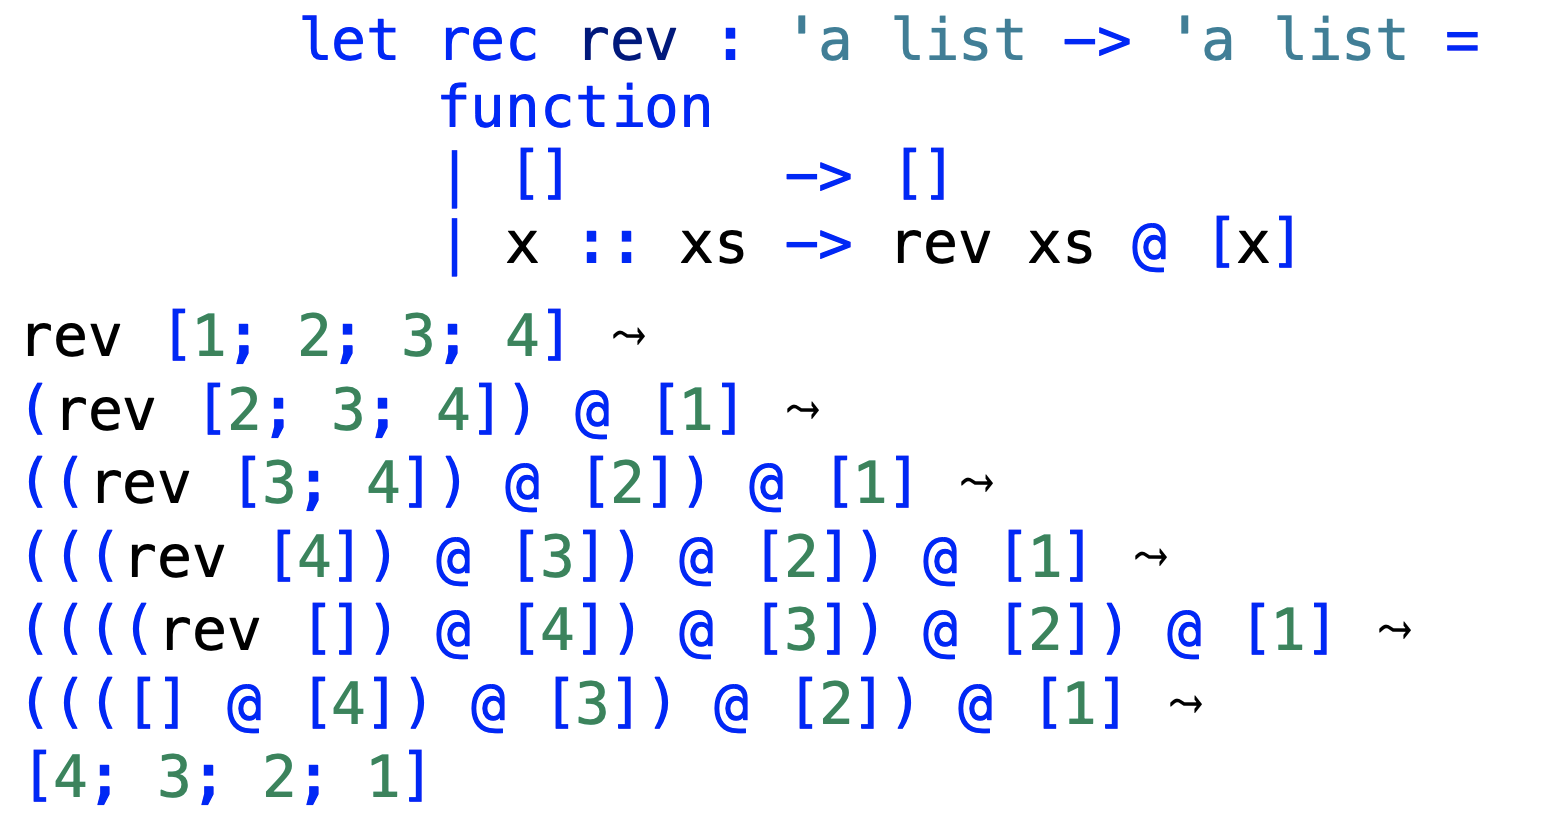 let rec rev : 'a list -> 'a list =
function
| [] -> []
| x :: xs -> rev xs @ [x]
rev [1; 2; 3; 4] ⤳
(rev [2; 3; 4]) @ [1] ⤳
((rev [3; 4]) @ [2]) @ [1] ⤳
(((rev [4]) @ [3]) @ [2]) @ [1] ⤳
((((rev []) @ [4]) @ [3]) @ [2]) @ [1] ⤳
((([] @ [4]) @ [3]) @ [2]) @ [1] ⤳
[4; 3; 2; 1]